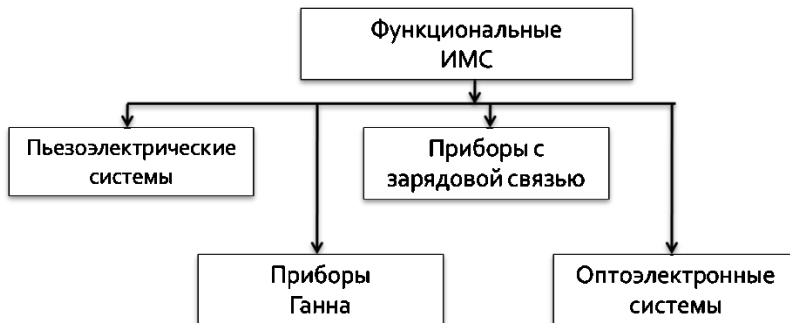 Функциональные
ИМС
Пьезоэлектрические
системы
Приборы с
зарядовой связью
Приборы
Ганна
Оптоэлектронные
системы